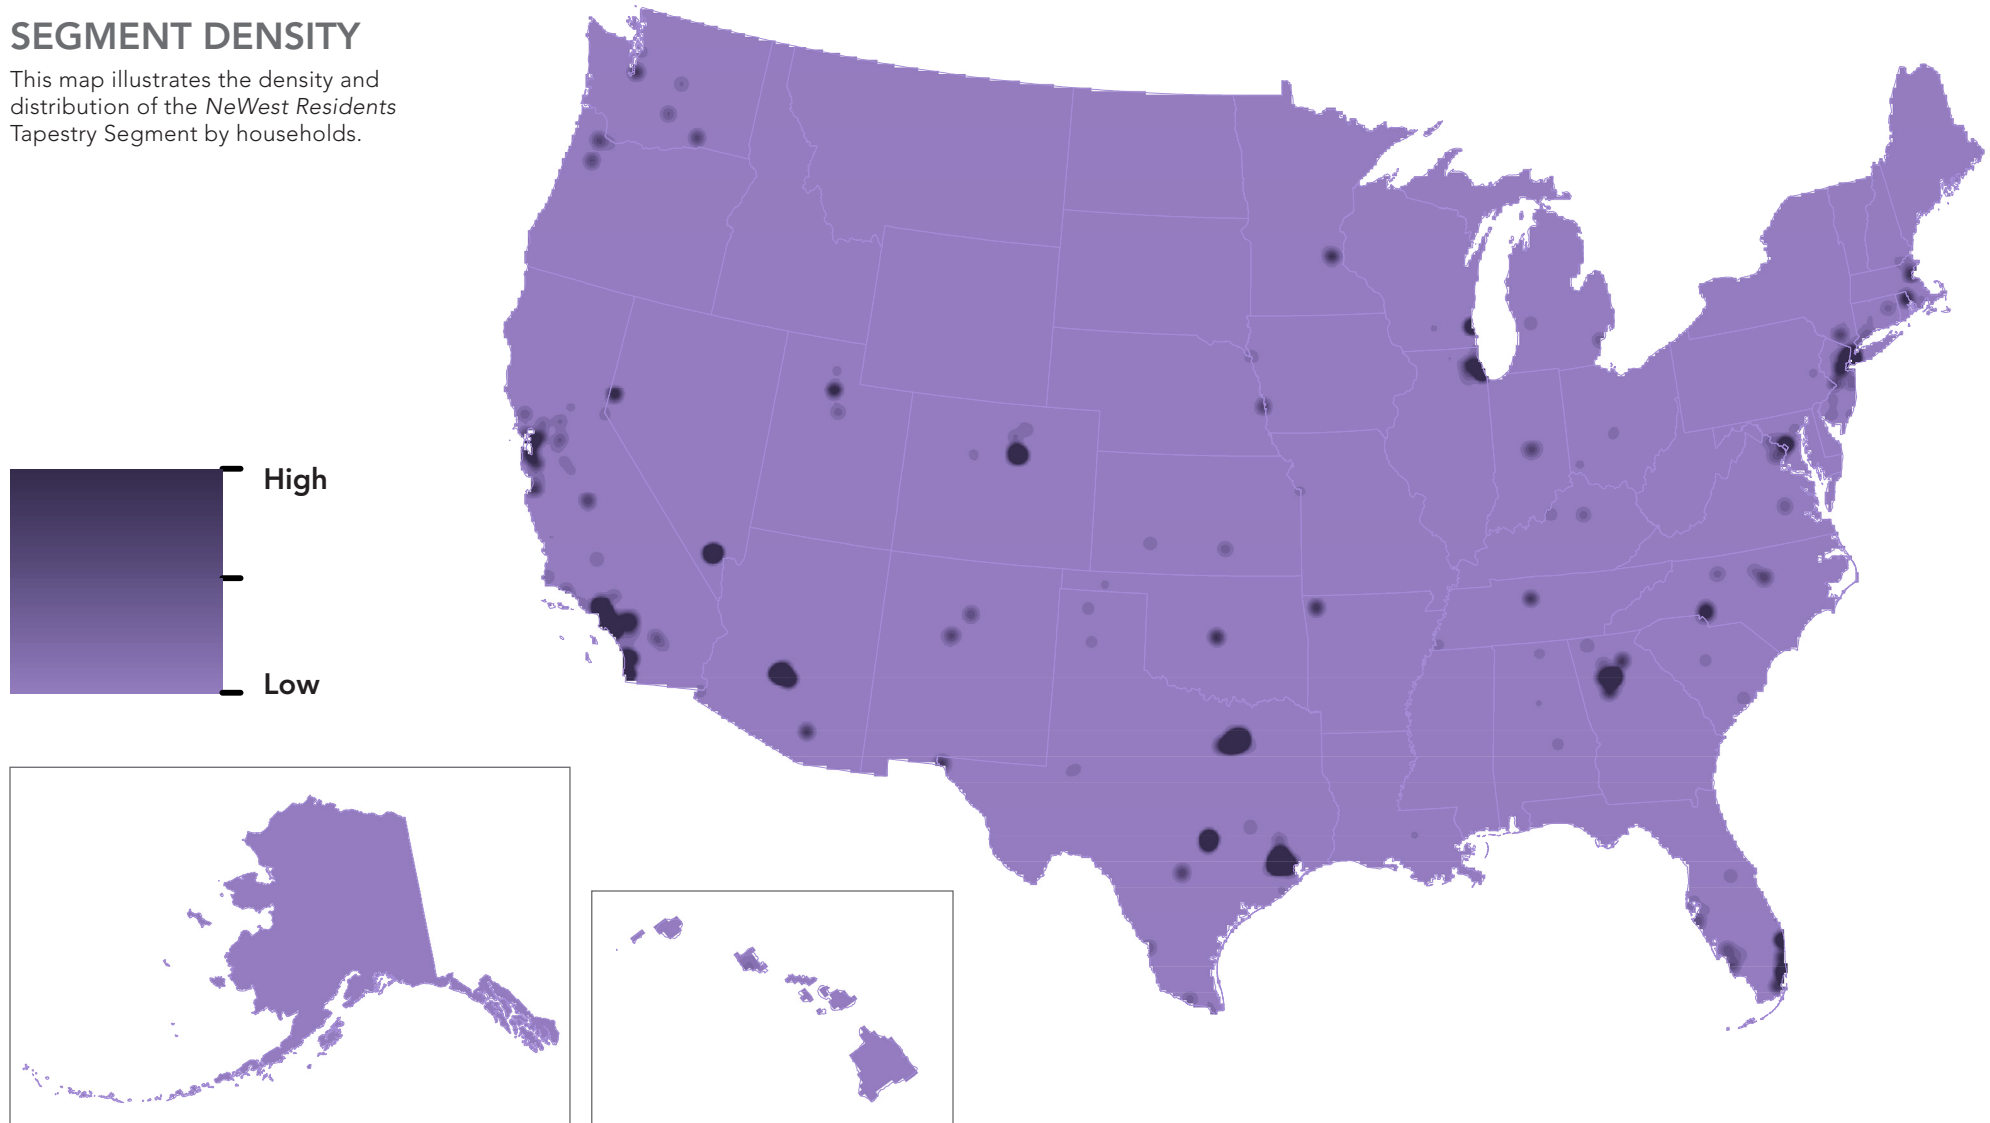 SEGMENT DENSITY
This map illustrates the density and
distribution of the NeWest Residents
Tapestry Segment by households.
High
Low